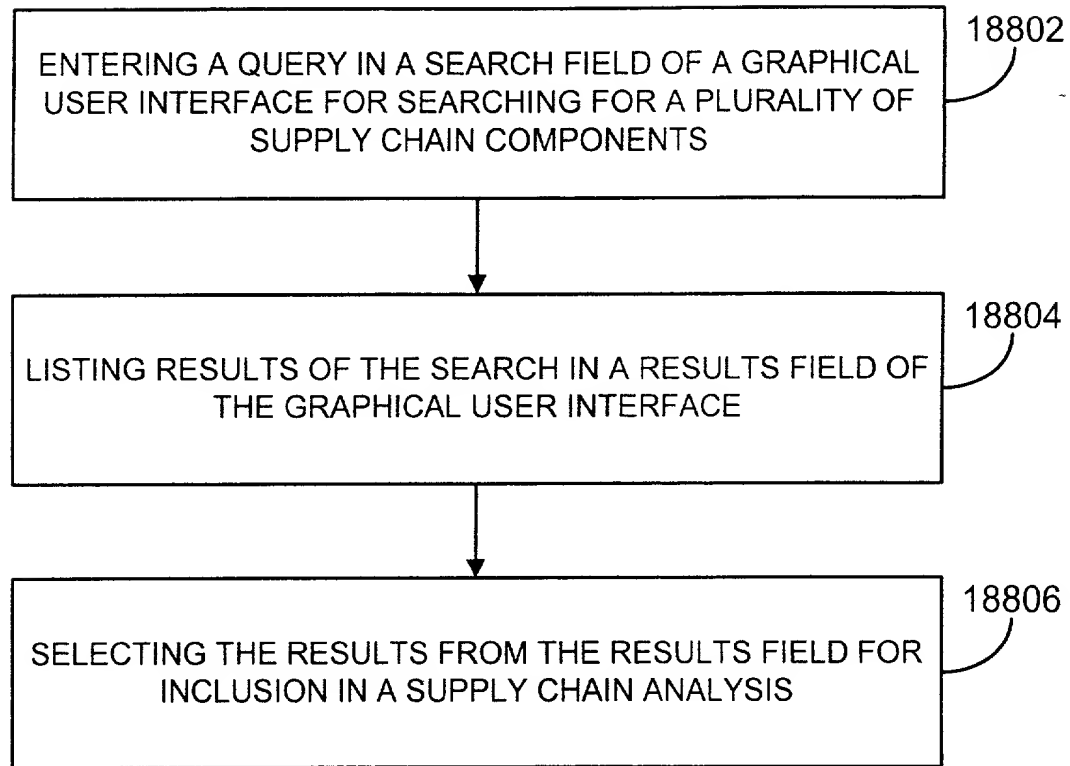 18802
ENTERING A QUERY IN A SEARCH FIELD OF A GRAPHICAL
USER INTERFACE FOR SEARCHING FOR A PLURALITY OF
SUPPLY CHAIN COMPONENTS
18804
LISTING RESULTS OF THE SEARCH IN A RESULTS FIELD OF
THE GRAPHICAL USER INTERFACE
18806
SELECTING THE RESULTS FROM THE RESULTS FIELD FOR
INCLUSION IN A SUPPLY CHAIN ANALYSIS